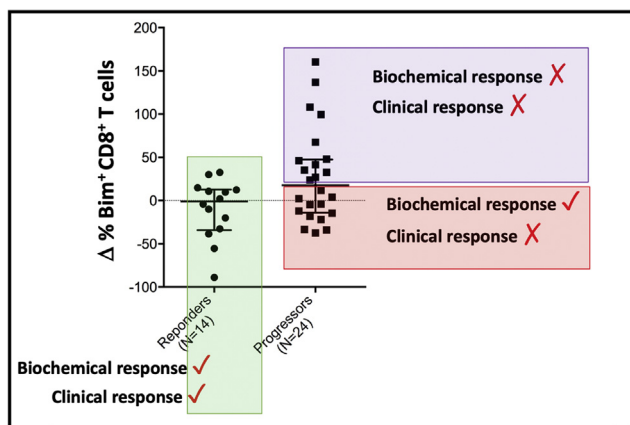 200
150
100
50
0
-50
-100
Δ % Bim⁺ CD8⁺ T cells
Biochemical response ✗
Clinical response ✗
Biochemical response ✓
Clinical response ✗
Reponders
(N=14)
Progressors
(N=24)
Biochemical response ✓
Clinical response ✓